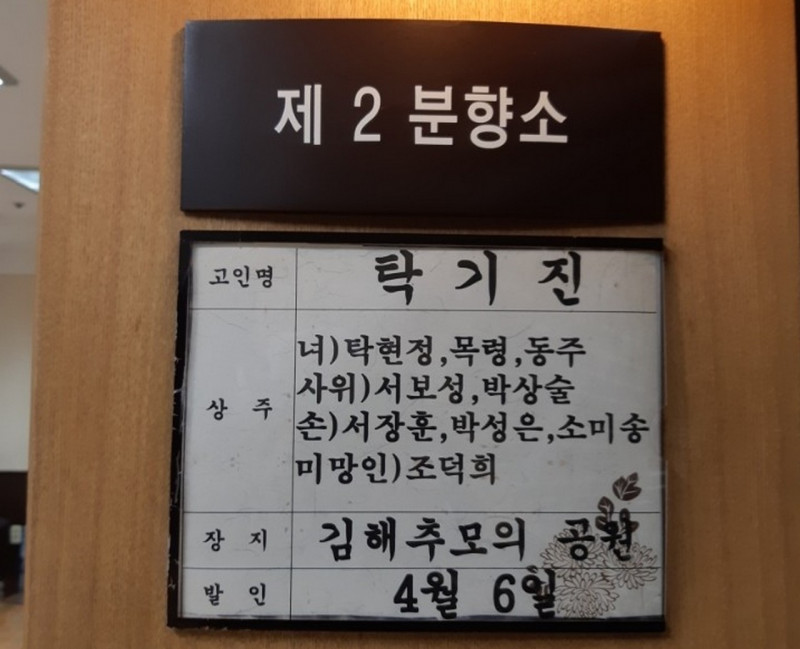 제 2 분향소
고인명 탁 기 진
상 주
녀)탁현정,목령,동주
사위)서보성,박상술
손)서장훈,박성은,소미송
미망인)조덕희
장 지 김해추모의 공원
발 인 4월 6일